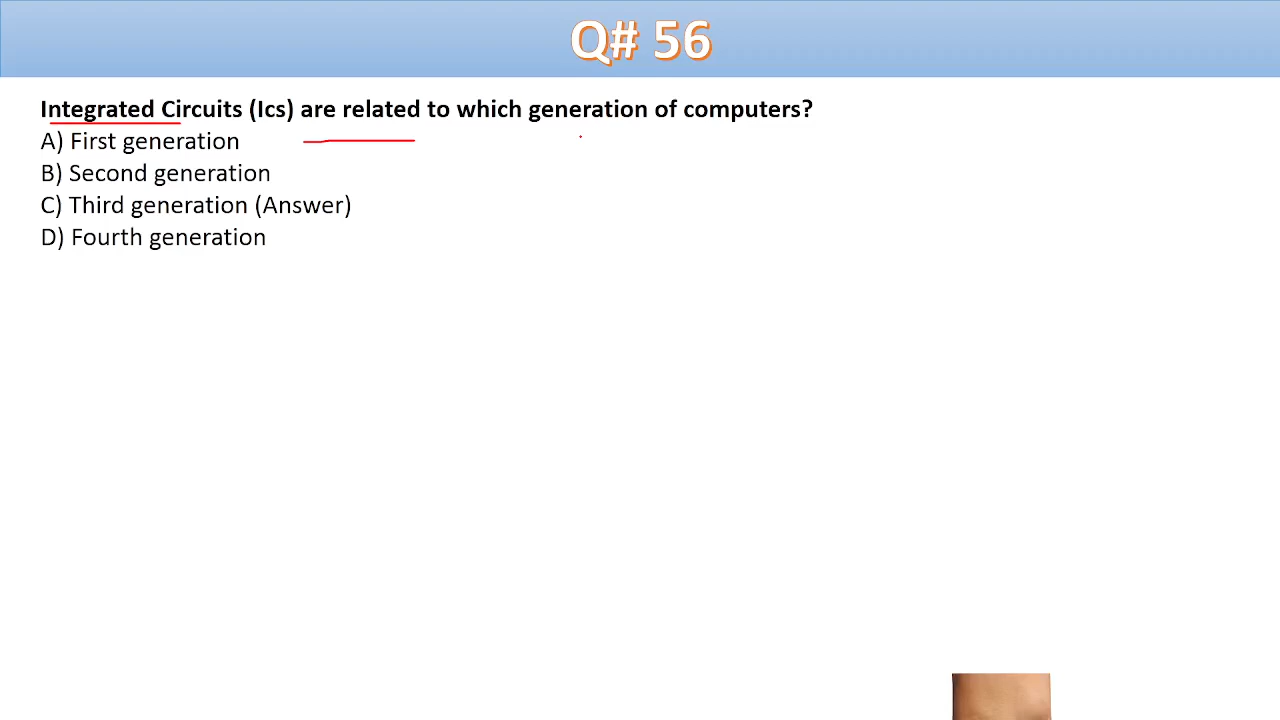 Q# 56
Integrated Circuits (Ics) are related to which generation of computers?
A) First generation
B) Second generation
C) Third generation (Answer)
D) Fourth generation